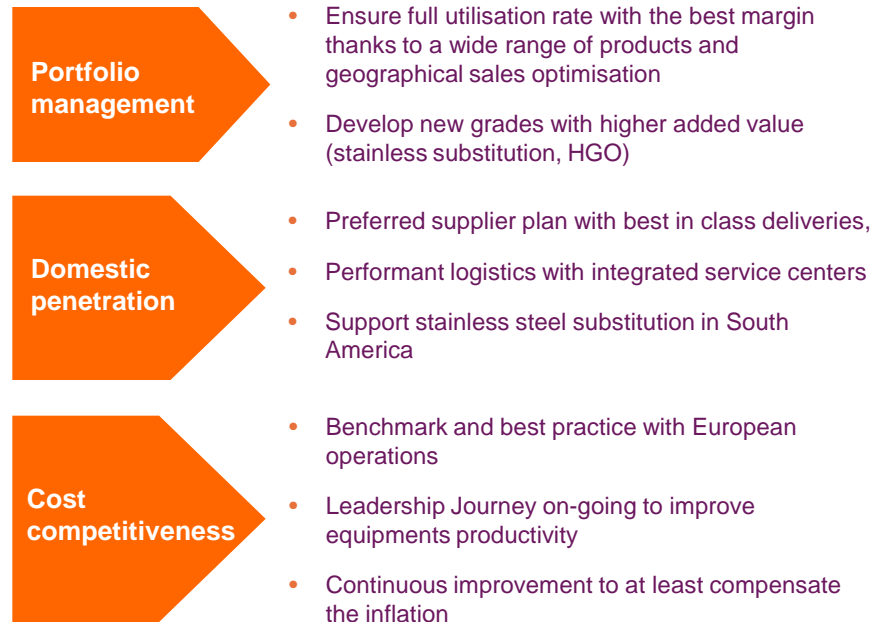 Portfolio
management
• Ensure full utilisation rate with the best margin
thanks to a wide range of products and
geographical sales optimisation
• Develop new grades with higher added value
(stainless substitution, HGO)
Domestic
penetration
• Preferred supplier plan with best in class deliveries,
• Performant logistics with integrated service centers
• Support stainless steel substitution in South
America
Cost
competitiveness
• Benchmark and best practice with European
operations
• Leadership Journey on-going to improve
equipments productivity
• Continuous improvement to at least compensate
the inflation